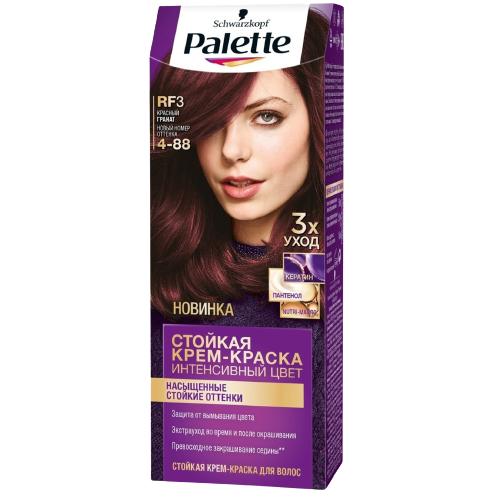 Schwarzkopf
Palette
RF3
КРАСНЫЙ
ГРАНАТ
НОВЫЙ НОМЕР
ОТТЕНКА
4-88
3x
УХОД
КЕРАТИН
ПАНТЕНОЛ
NUTRI-МАСЛО
НОВИНКА
СТОЙКАЯ
КРЕМ-КРАСКА
ИНТЕНСИВНЫЙ ЦВЕТ
НАСЫЩЕННЫЕ
СТОЙКИЕ ОТТЕНКИ
Защита от вымывания цвета
Экстрауход во время и после окрашивания
Превосходное закрашивание седины**
СТОЙКАЯ КРЕМ-КРАСКА ДЛЯ ВОЛОС